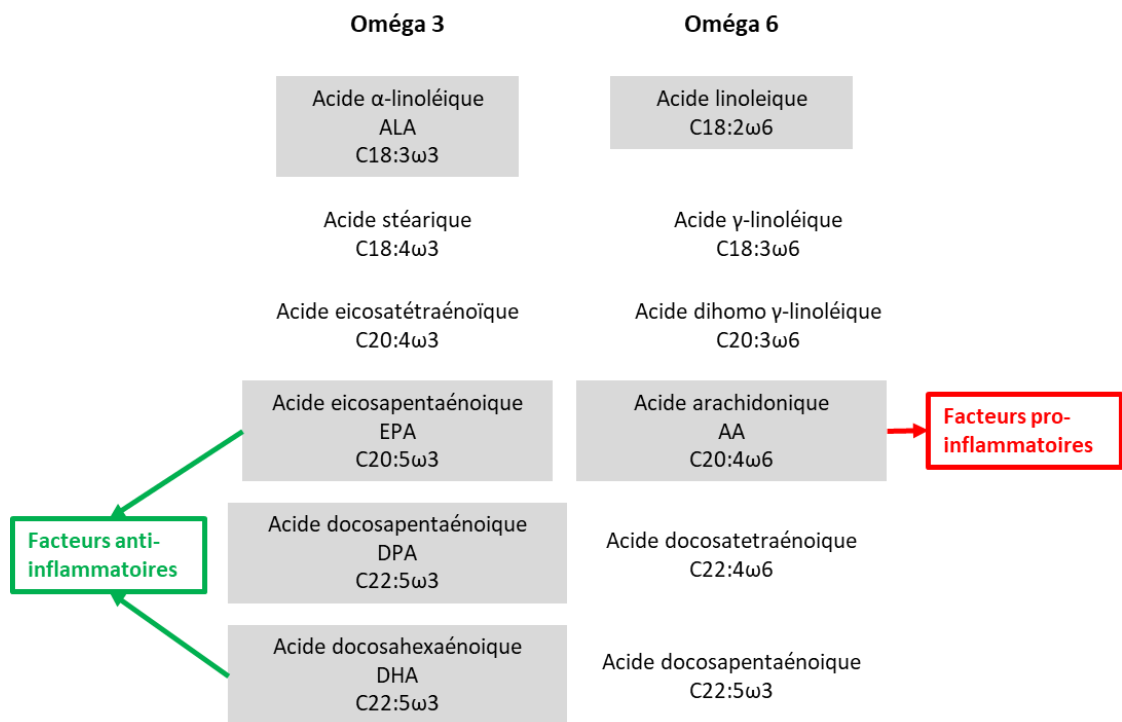 Oméga 3
Oméga 6
Acide α-linoléique
ALA
C18:3ω3
Acide linoleique
C18:2ω6
Acide stéarique
C18:4ω3
Acide γ-linoléique
C18:3ω6
Acide eicosatétraénoïque
C20:4ω3
Acide dihomo γ-linoléique
C20:3ω6
Acide eicosapentaénoique
EPA
C20:5ω3
Acide arachidonique
AA
C20:4ω6
Facteurs pro-
inflammatoires
Facteurs anti-
inflammatoires
Acide docosapentaénoique
DPA
C22:5ω3
Acide docosatetraénoique
C22:4ω6
Acide docosahexaénoique
DHA
C22:5ω3
Acide docosapentaénoique
C22:5ω3